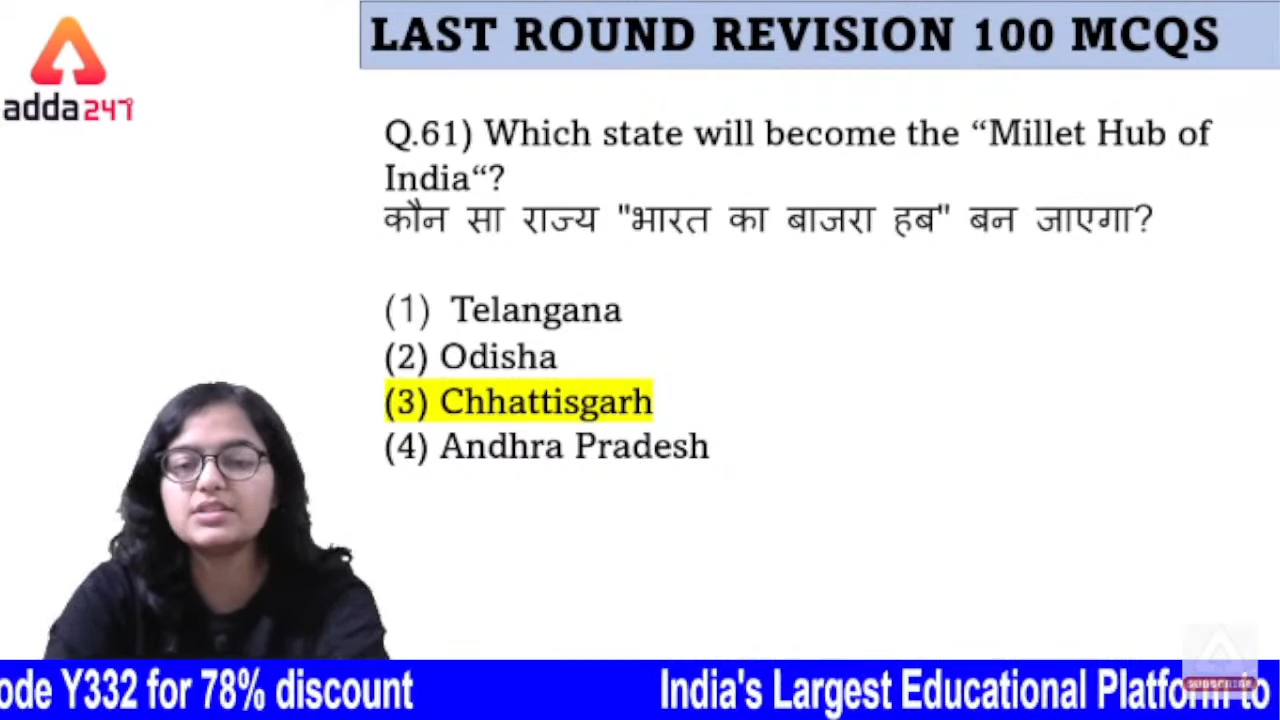 LAST ROUND REVISION 100 MCQS
adda247
Q.61) Which state will become the “Millet Hub of
India“?
कौन सा राज्य "भारत का बाजरा हब" बन जाएगा?
(1) Telangana
(2) Odisha
(3) Chhattisgarh
(4) Andhra Pradesh
SUBSCRIBE
ode Y332 for 78% discount India's Largest Educational Platform to